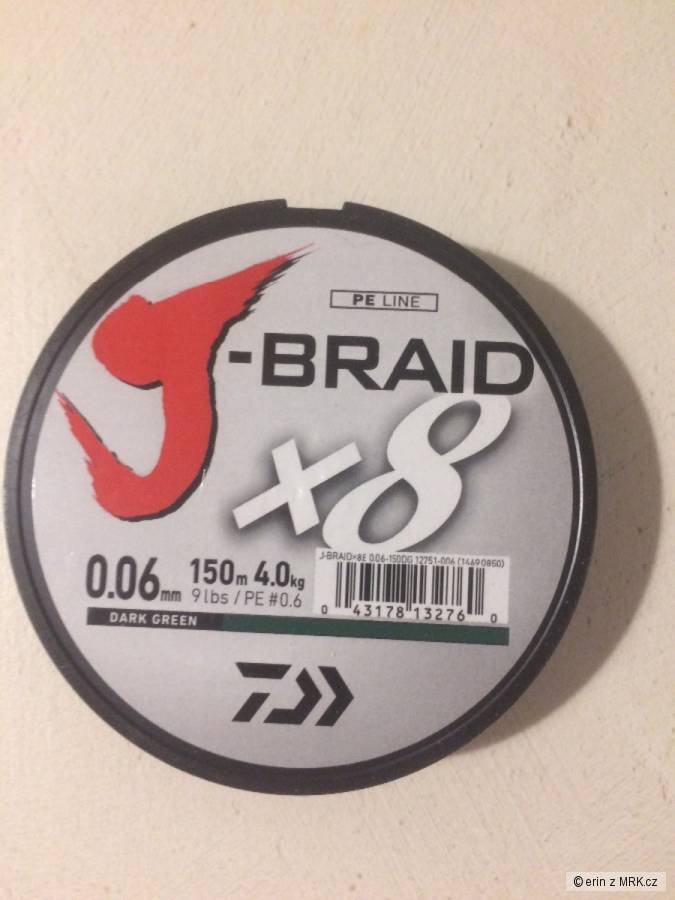 PE LINE
J-BRAID
x8
J-BRAID×8E 0.06-150DG 12751-006 (14690850)
0.06mm 150m 4.0kg
9 lbs / PE #0.6
0 43178 13276 0
DARK GREEN
© erin z MRK.cz